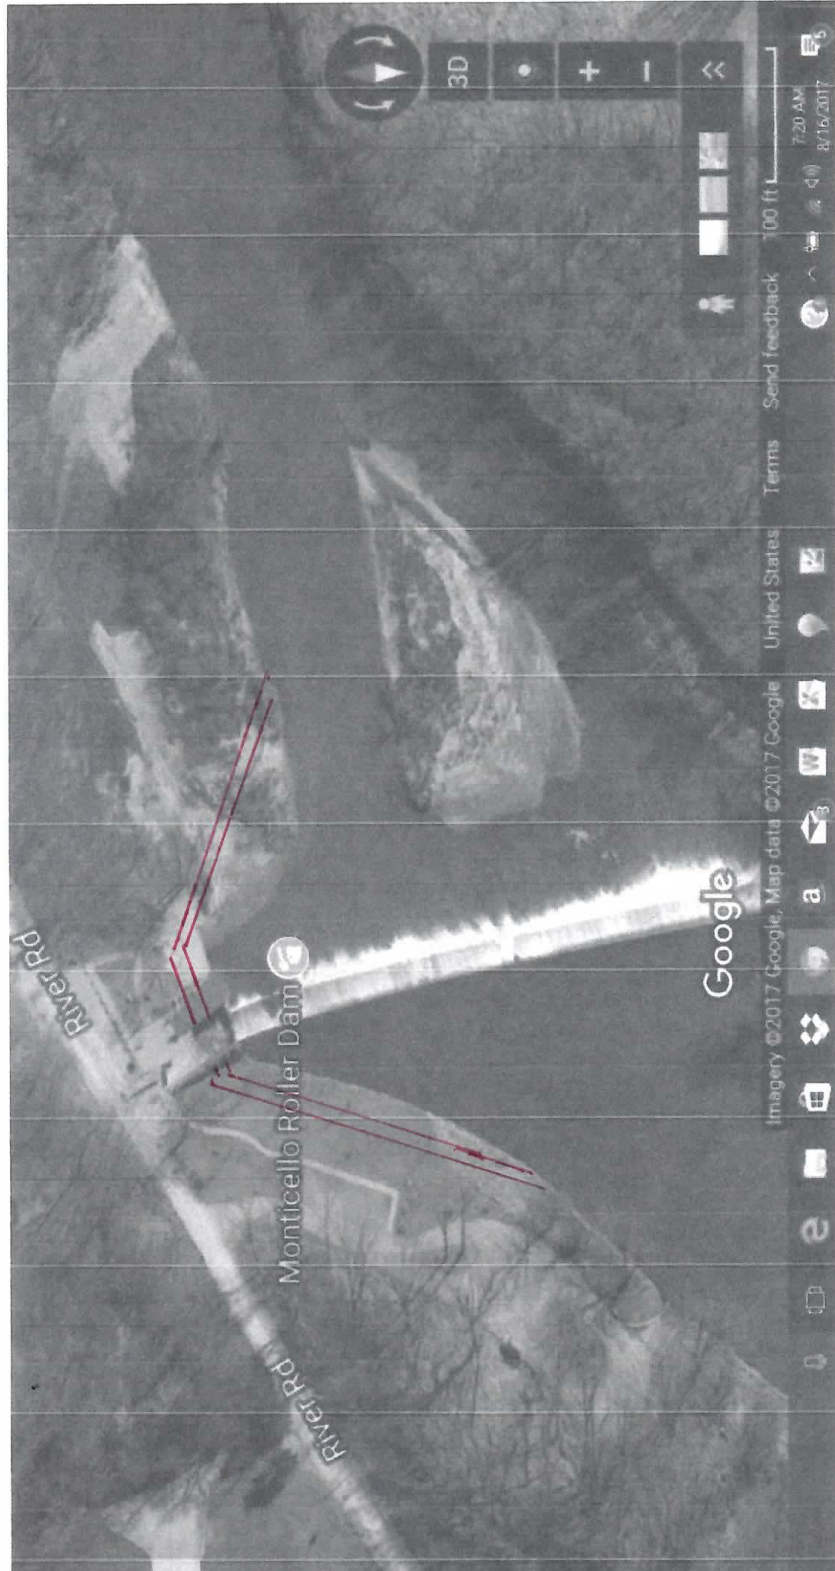 River Rd
Monticello Roller Dam
River Rd
Google
3D
+
−
Imagery ©2017 Google, Map data ©2017 Google United States Terms Send feedback 100 ft
e
a
3
W
X
7:20 AM
8/16/2017